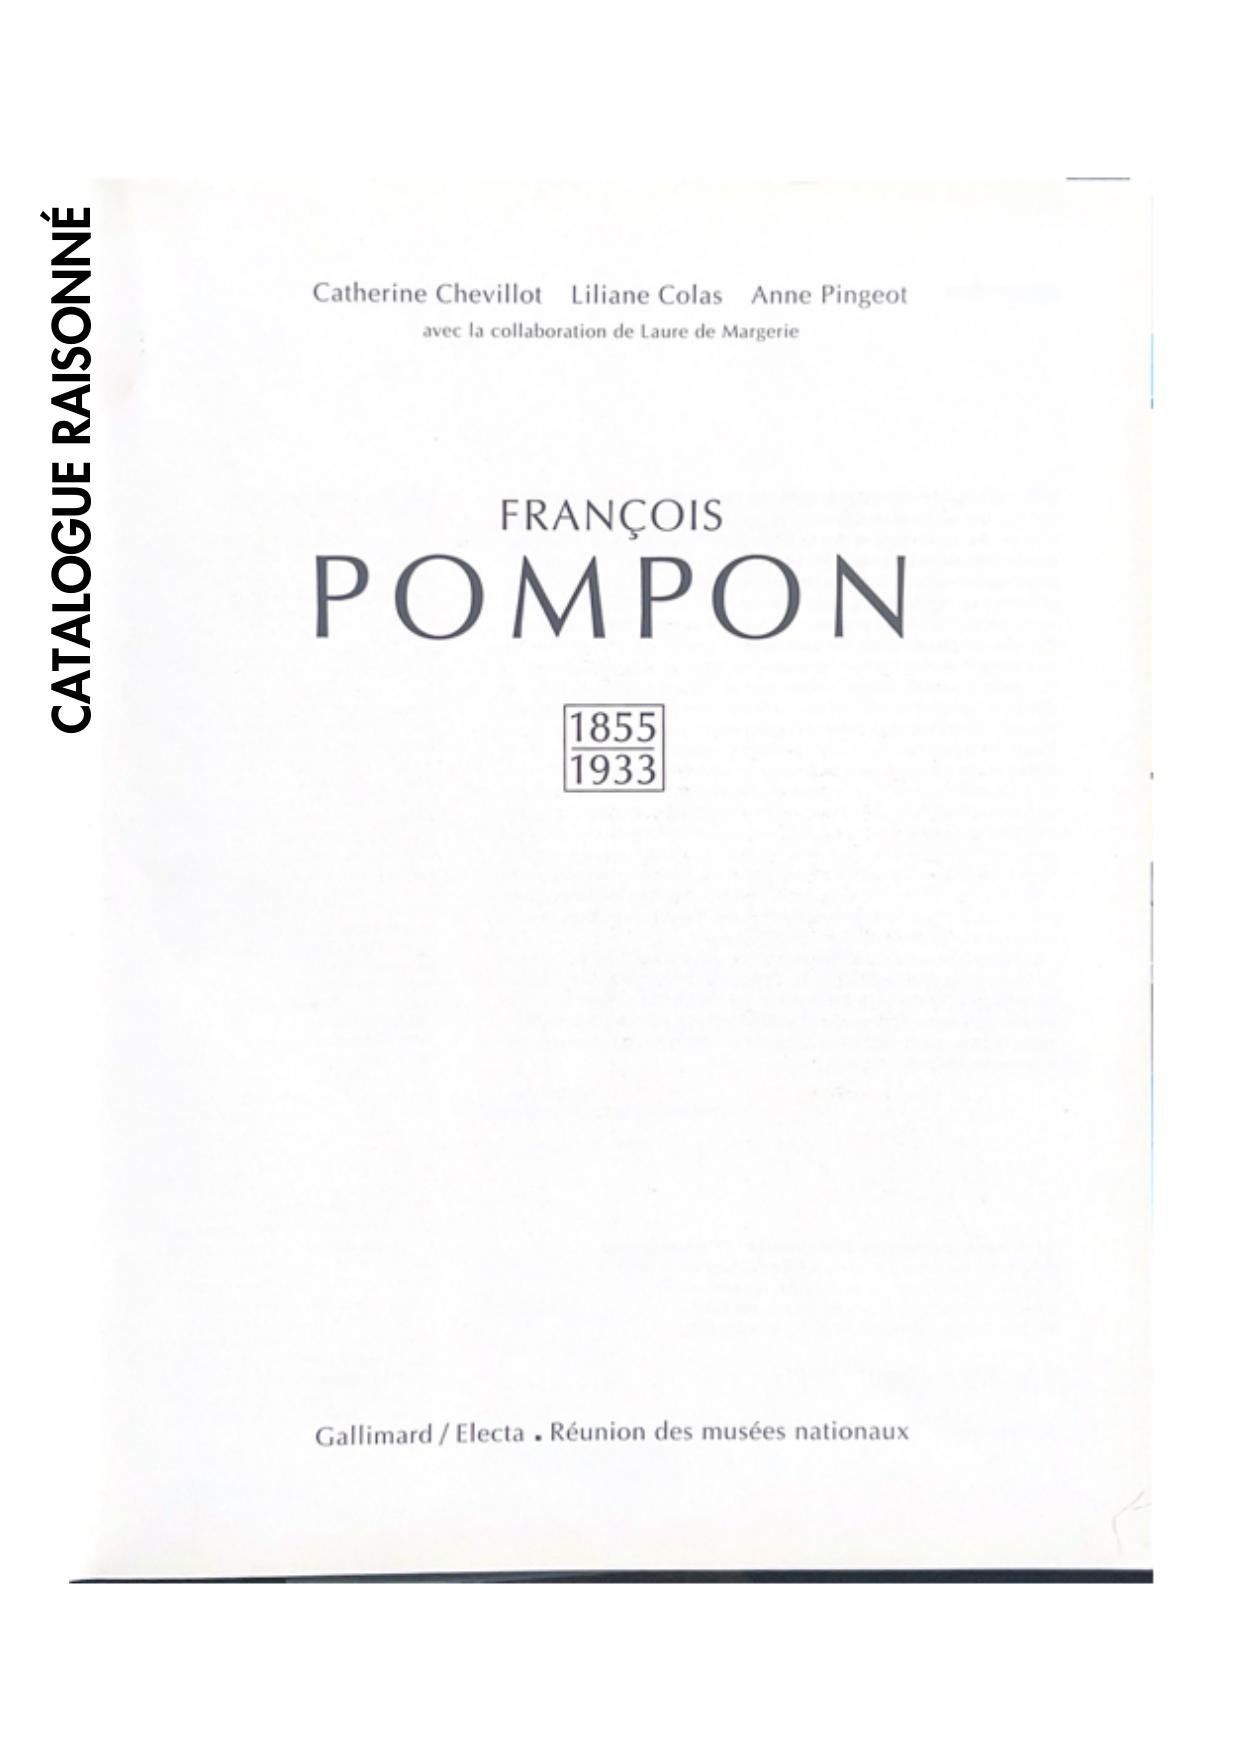 CATALOGUE RAISONNÉ
Catherine Chevillot Liliane Colas Anne Pingeot
avec la collaboration de Laure de Margerie
FRANÇOIS
POMPON
1855
1933
Gallimard / Electa . Réunion des musées nationaux